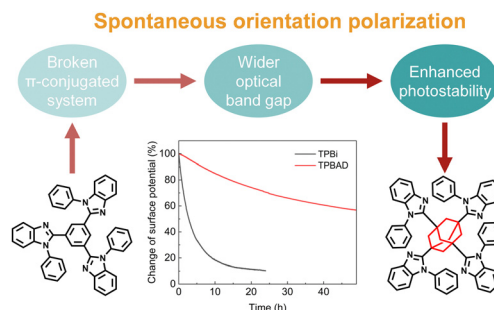 Spontaneous orientation polarization
Broken
π-conjugated
system
Wider
optical
band gap
Enhanced
photostability
Change of surface potential (%)
100
80
60
40
20
0
TPBi
TPBAD
0
10
20
30
40
Time (h)
N
N
N
N
N
N
N
N
N
N
N
N
N
N